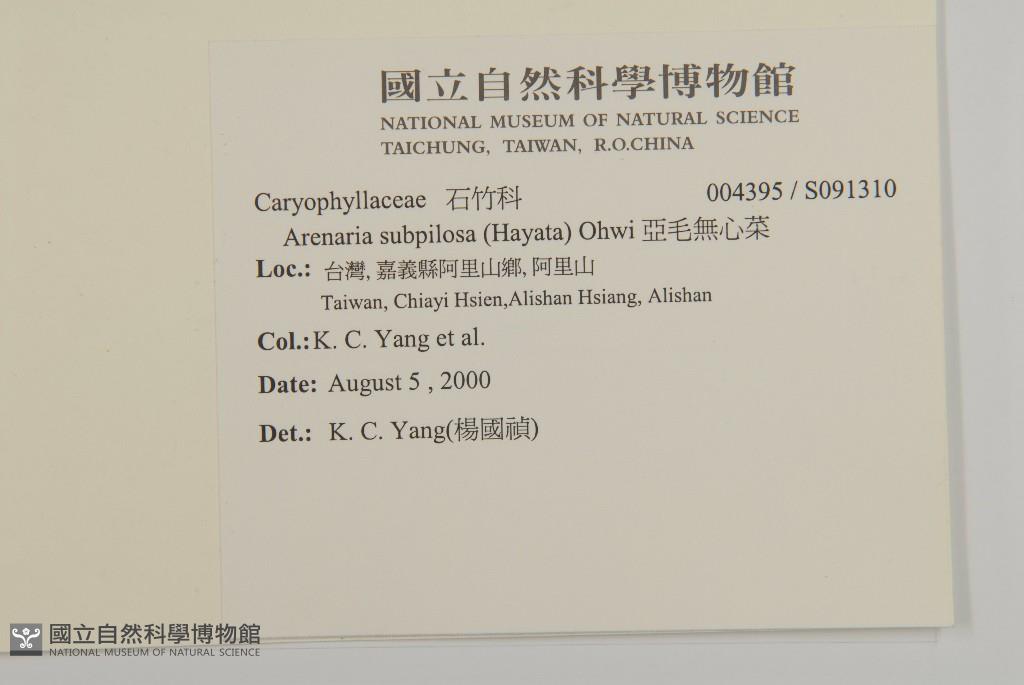 國立自然科學博物館
NATIONAL MUSEUM OF NATURAL SCIENCE
TAICHUNG, TAIWAN, R.O.CHINA
Caryophyllaceae 石竹科 004395 / S091310
Arenaria subpilosa (Hayata) Ohwi 亞毛無心菜
Loc.: 台灣, 嘉義縣阿里山鄉, 阿里山
Taiwan, Chiayi Hsien,Alishan Hsiang, Alishan
Col.:K. C. Yang et al.
Date: August 5 , 2000
Det.: K. C. Yang(楊國禎)
國立自然科學博物館
NATIONAL MUSEUM OF NATURAL SCIENCE